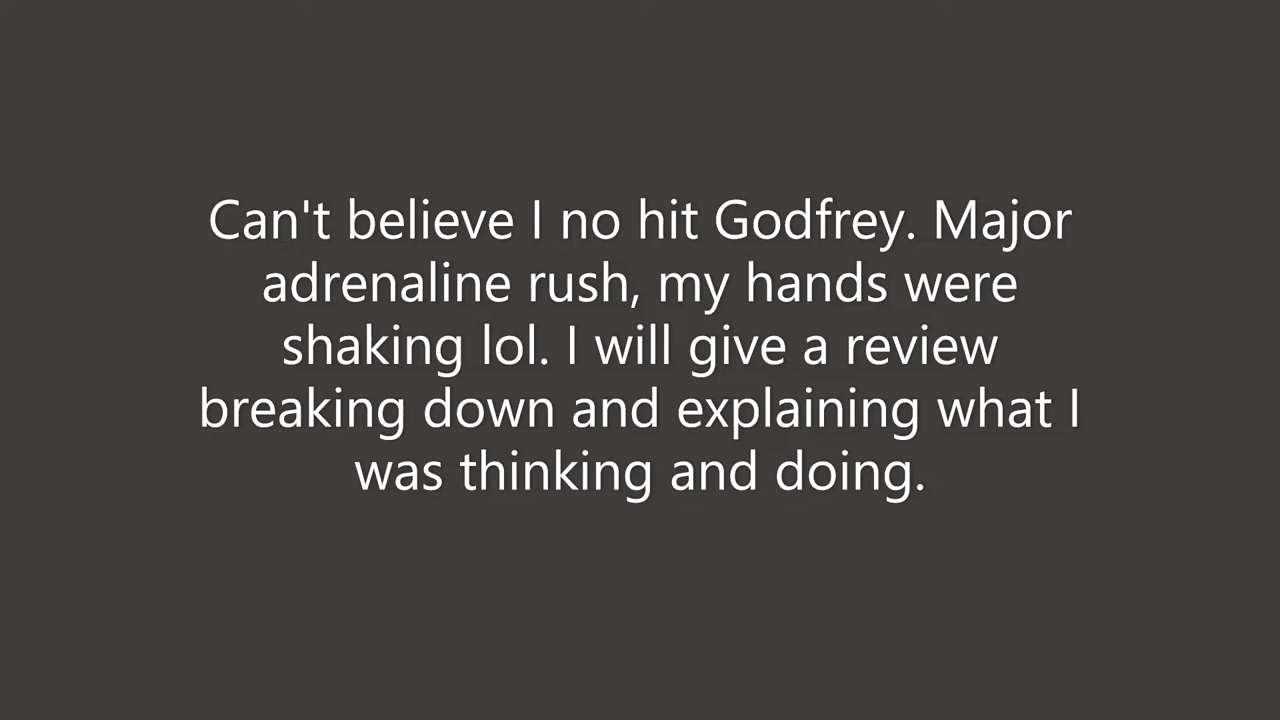 Can't believe I no hit Godfrey. Major
adrenaline rush, my hands were
shaking lol. I will give a review
breaking down and explaining what I
was thinking and doing.